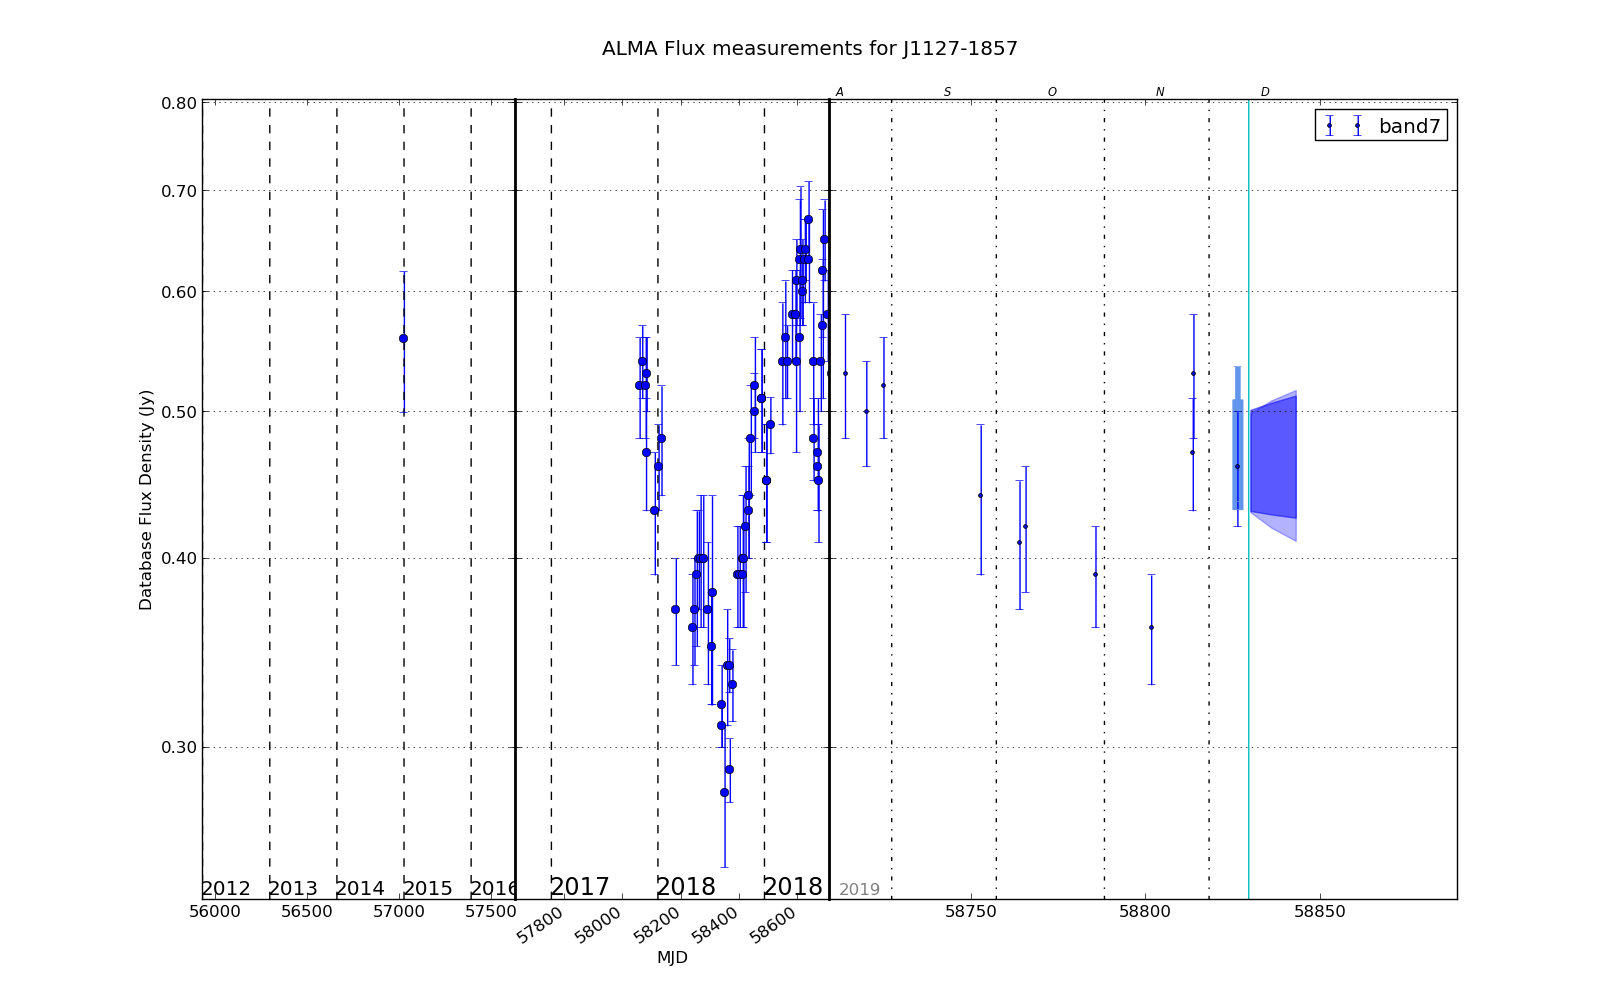 ALMA Flux measurements for J1127-1857
A S O N D
0.80
0.70
0.60
0.50
0.40
0.30
Database Flux Density (Jy)
band7
2012 2013 2014 2015 2016 2017 2018 2018 2019
56000 56500 57000 57500 57800 58000 58200 58400 58600 58750 58800 58850
MJD